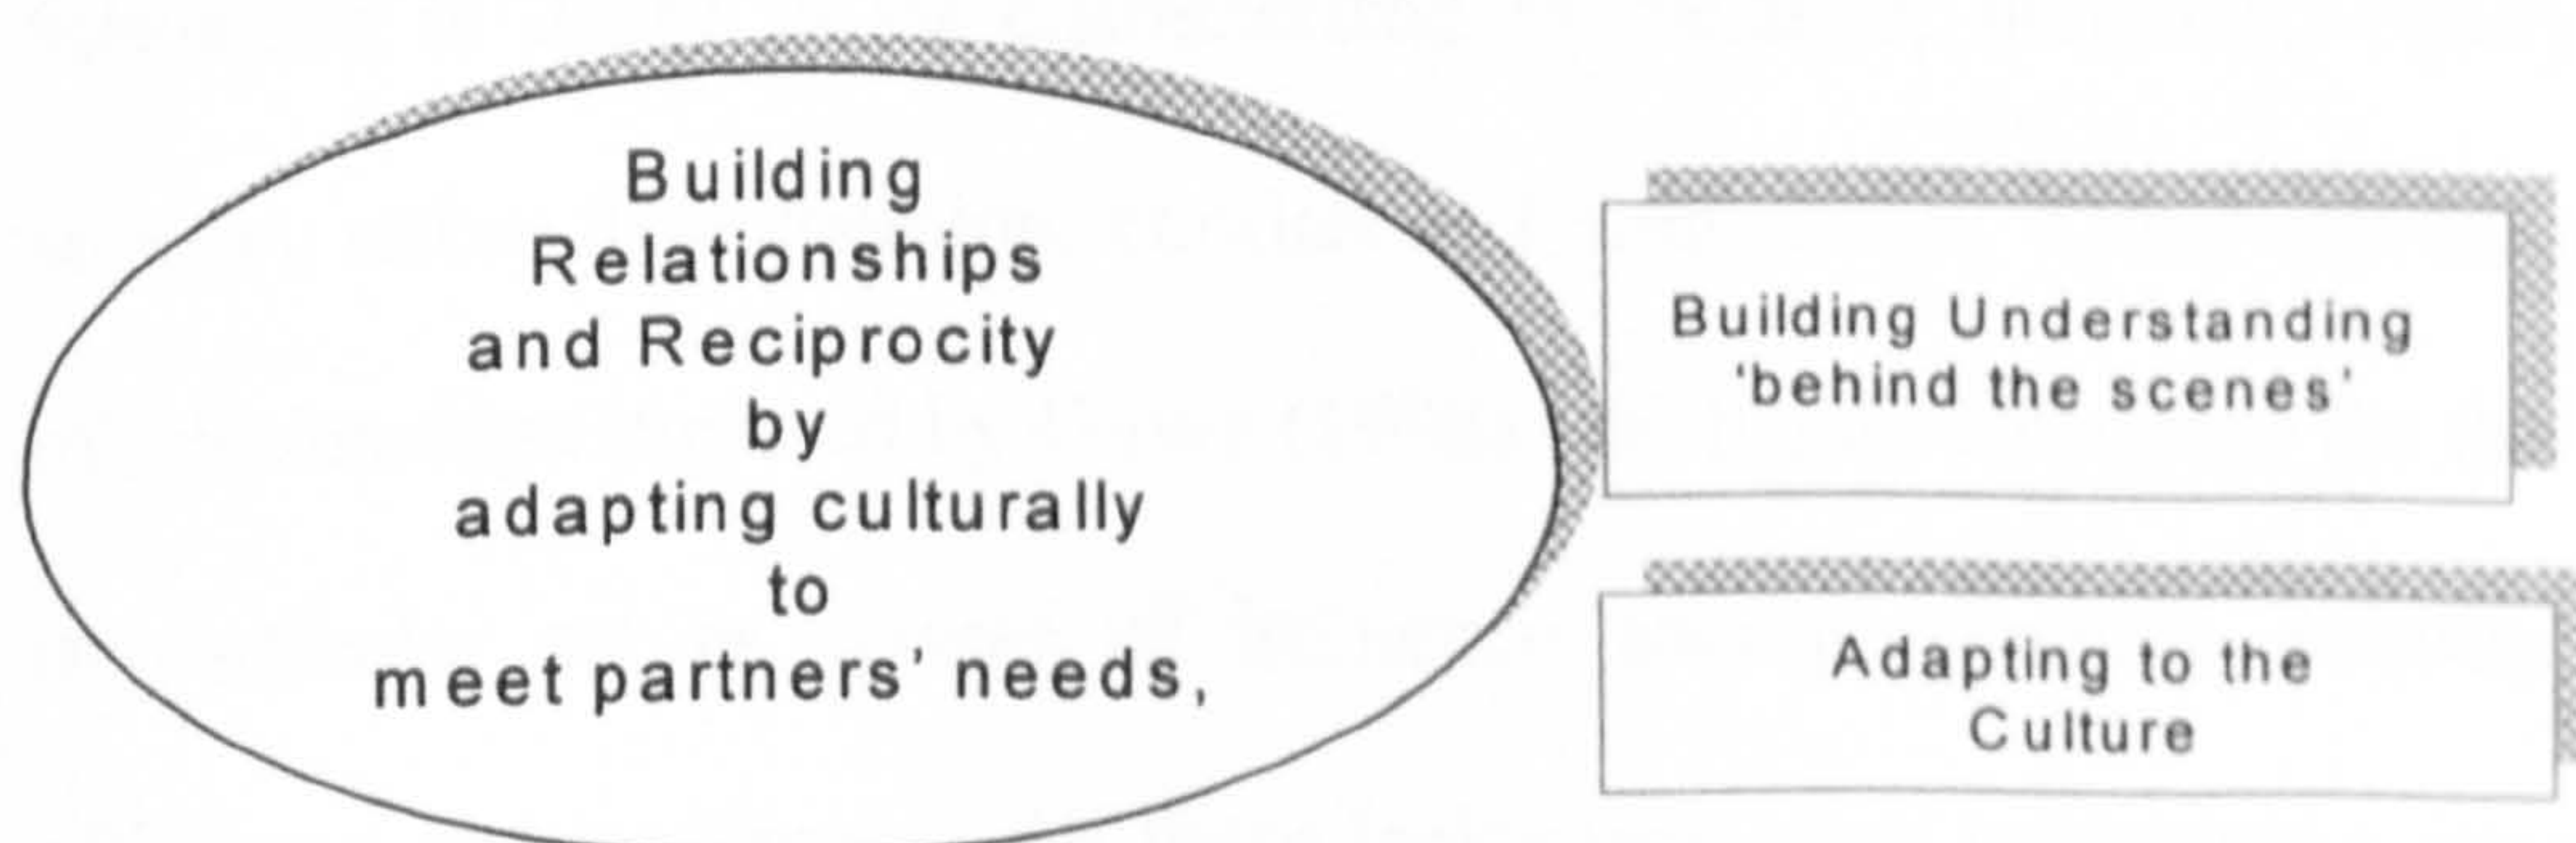 Building
Relationships
and Reciprocity
by
adapting culturally
to
meet partners' needs,
Building Understanding
'behind the scenes'
Adapting to the
Culture